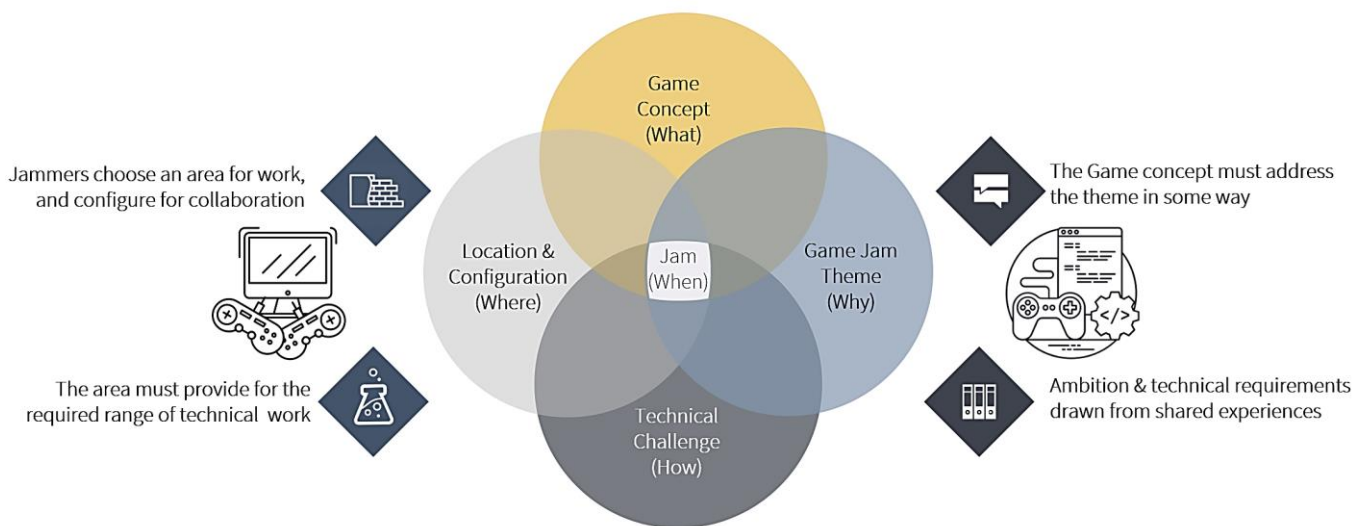 Game
Concept
(What)
Jammers choose an area for work,
and configure for collaboration
The Game concept must address
the theme in some way
Location &
Configuration
(Where)
Jam
(When)
Game Jam
Theme
(Why)
</>
The area must provide for the
required range of technical work
Technical
Challenge
(How)
Ambition & technical requirements
drawn from shared experiences